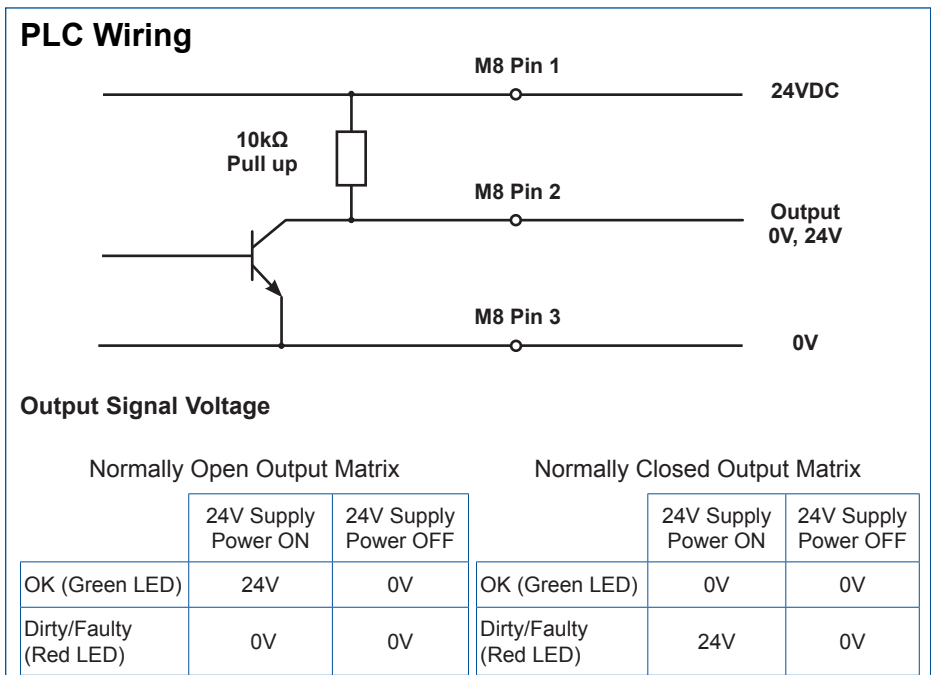 PLC Wiring
M8 Pin 1
24VDC
10kΩ
Pull up
M8 Pin 2
Output
0V, 24V
M8 Pin 3
0V
Output Signal Voltage
Normally Open Output Matrix
24V Supply Power ON
24V Supply Power OFF
OK (Green LED) 24V 0V
Dirty/Faulty (Red LED) 0V 0V
Normally Closed Output Matrix
24V Supply Power ON
24V Supply Power OFF
OK (Green LED) 0V 0V
Dirty/Faulty (Red LED) 24V 0V